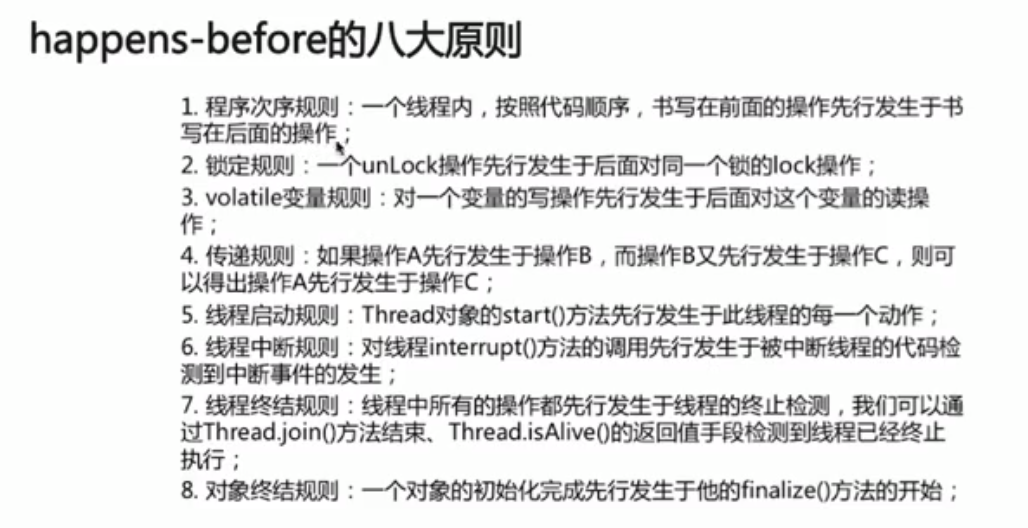 happens-before的八大原则
1. 程序次序规则：一个线程内，按照代码顺序，书写在前面的操作先行发生于书
写在后面的操作；
2. 锁定规则：一个unLock操作先行发生于后面对同一个锁的lock操作；
3. volatile变量规则：对一个变量的写操作先行发生于后面对这个变量的读操
作；
4. 传递规则：如果操作A先行发生于操作B，而操作B又先行发生于操作C，则可
以得出操作A先行发生于操作C；
5. 线程启动规则：Thread对象的start()方法先行发生于此线程的每一个动作；
6. 线程中断规则：对线程interrupt()方法的调用先行发生于被中断线程的代码检
测到中断事件的发生；
7. 线程终结规则：线程中所有的操作都先行发生于线程的终止检测，我们可以通
过Thread.join()方法结束、Thread.isAlive()的返回值手段检测到线程已经终止
执行；
8. 对象终结规则：一个对象的初始化完成先行发生于他的finalize()方法的开始；